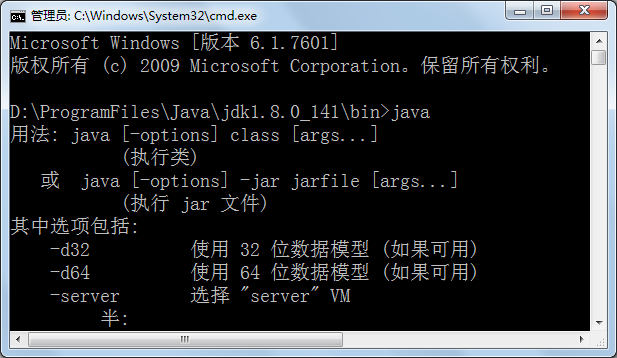 管理员: C:\Windows\System32\cmd.exe
Microsoft Windows [版本 6.1.7601]
版权所有 (c) 2009 Microsoft Corporation。保留所有权利。
D:\ProgramFiles\Java\jdk1.8.0_141\bin>java
用法: java [-options] class [args...]
(执行类)
或 java [-options] -jar jarfile [args...]
(执行 jar 文件)
其中选项包括:
-d32 使用 32 位数据模型 (如果可用)
-d64 使用 64 位数据模型 (如果可用)
-server 选择 "server" VM
半: